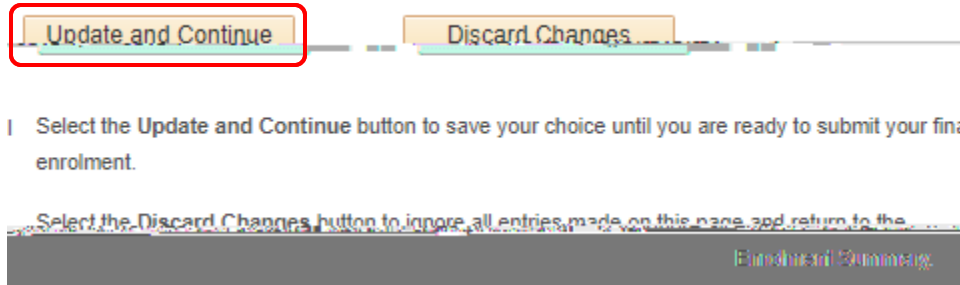 Update and Continue Discard Changes
Select the Update and Continue button to save your choice until you are ready to submit your fina
enrolment.
Select the Discard Changes button to ignore all entries made on this page and return to the
Enrolment Summary.